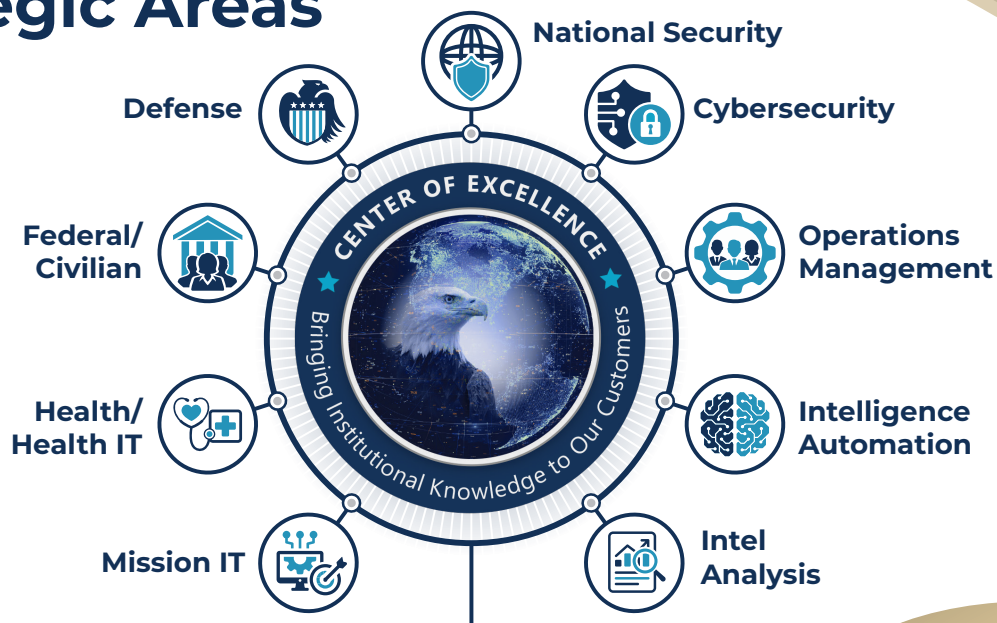 egic Areas
National Security
Defense
Cybersecurity
CENTER OF EXCELLENCE
Federal/
Civilian
Operations
Management
Bringing Institutional Knowledge to Our Customers
Health/
Health IT
Intelligence
Automation
Mission IT
Intel
Analysis